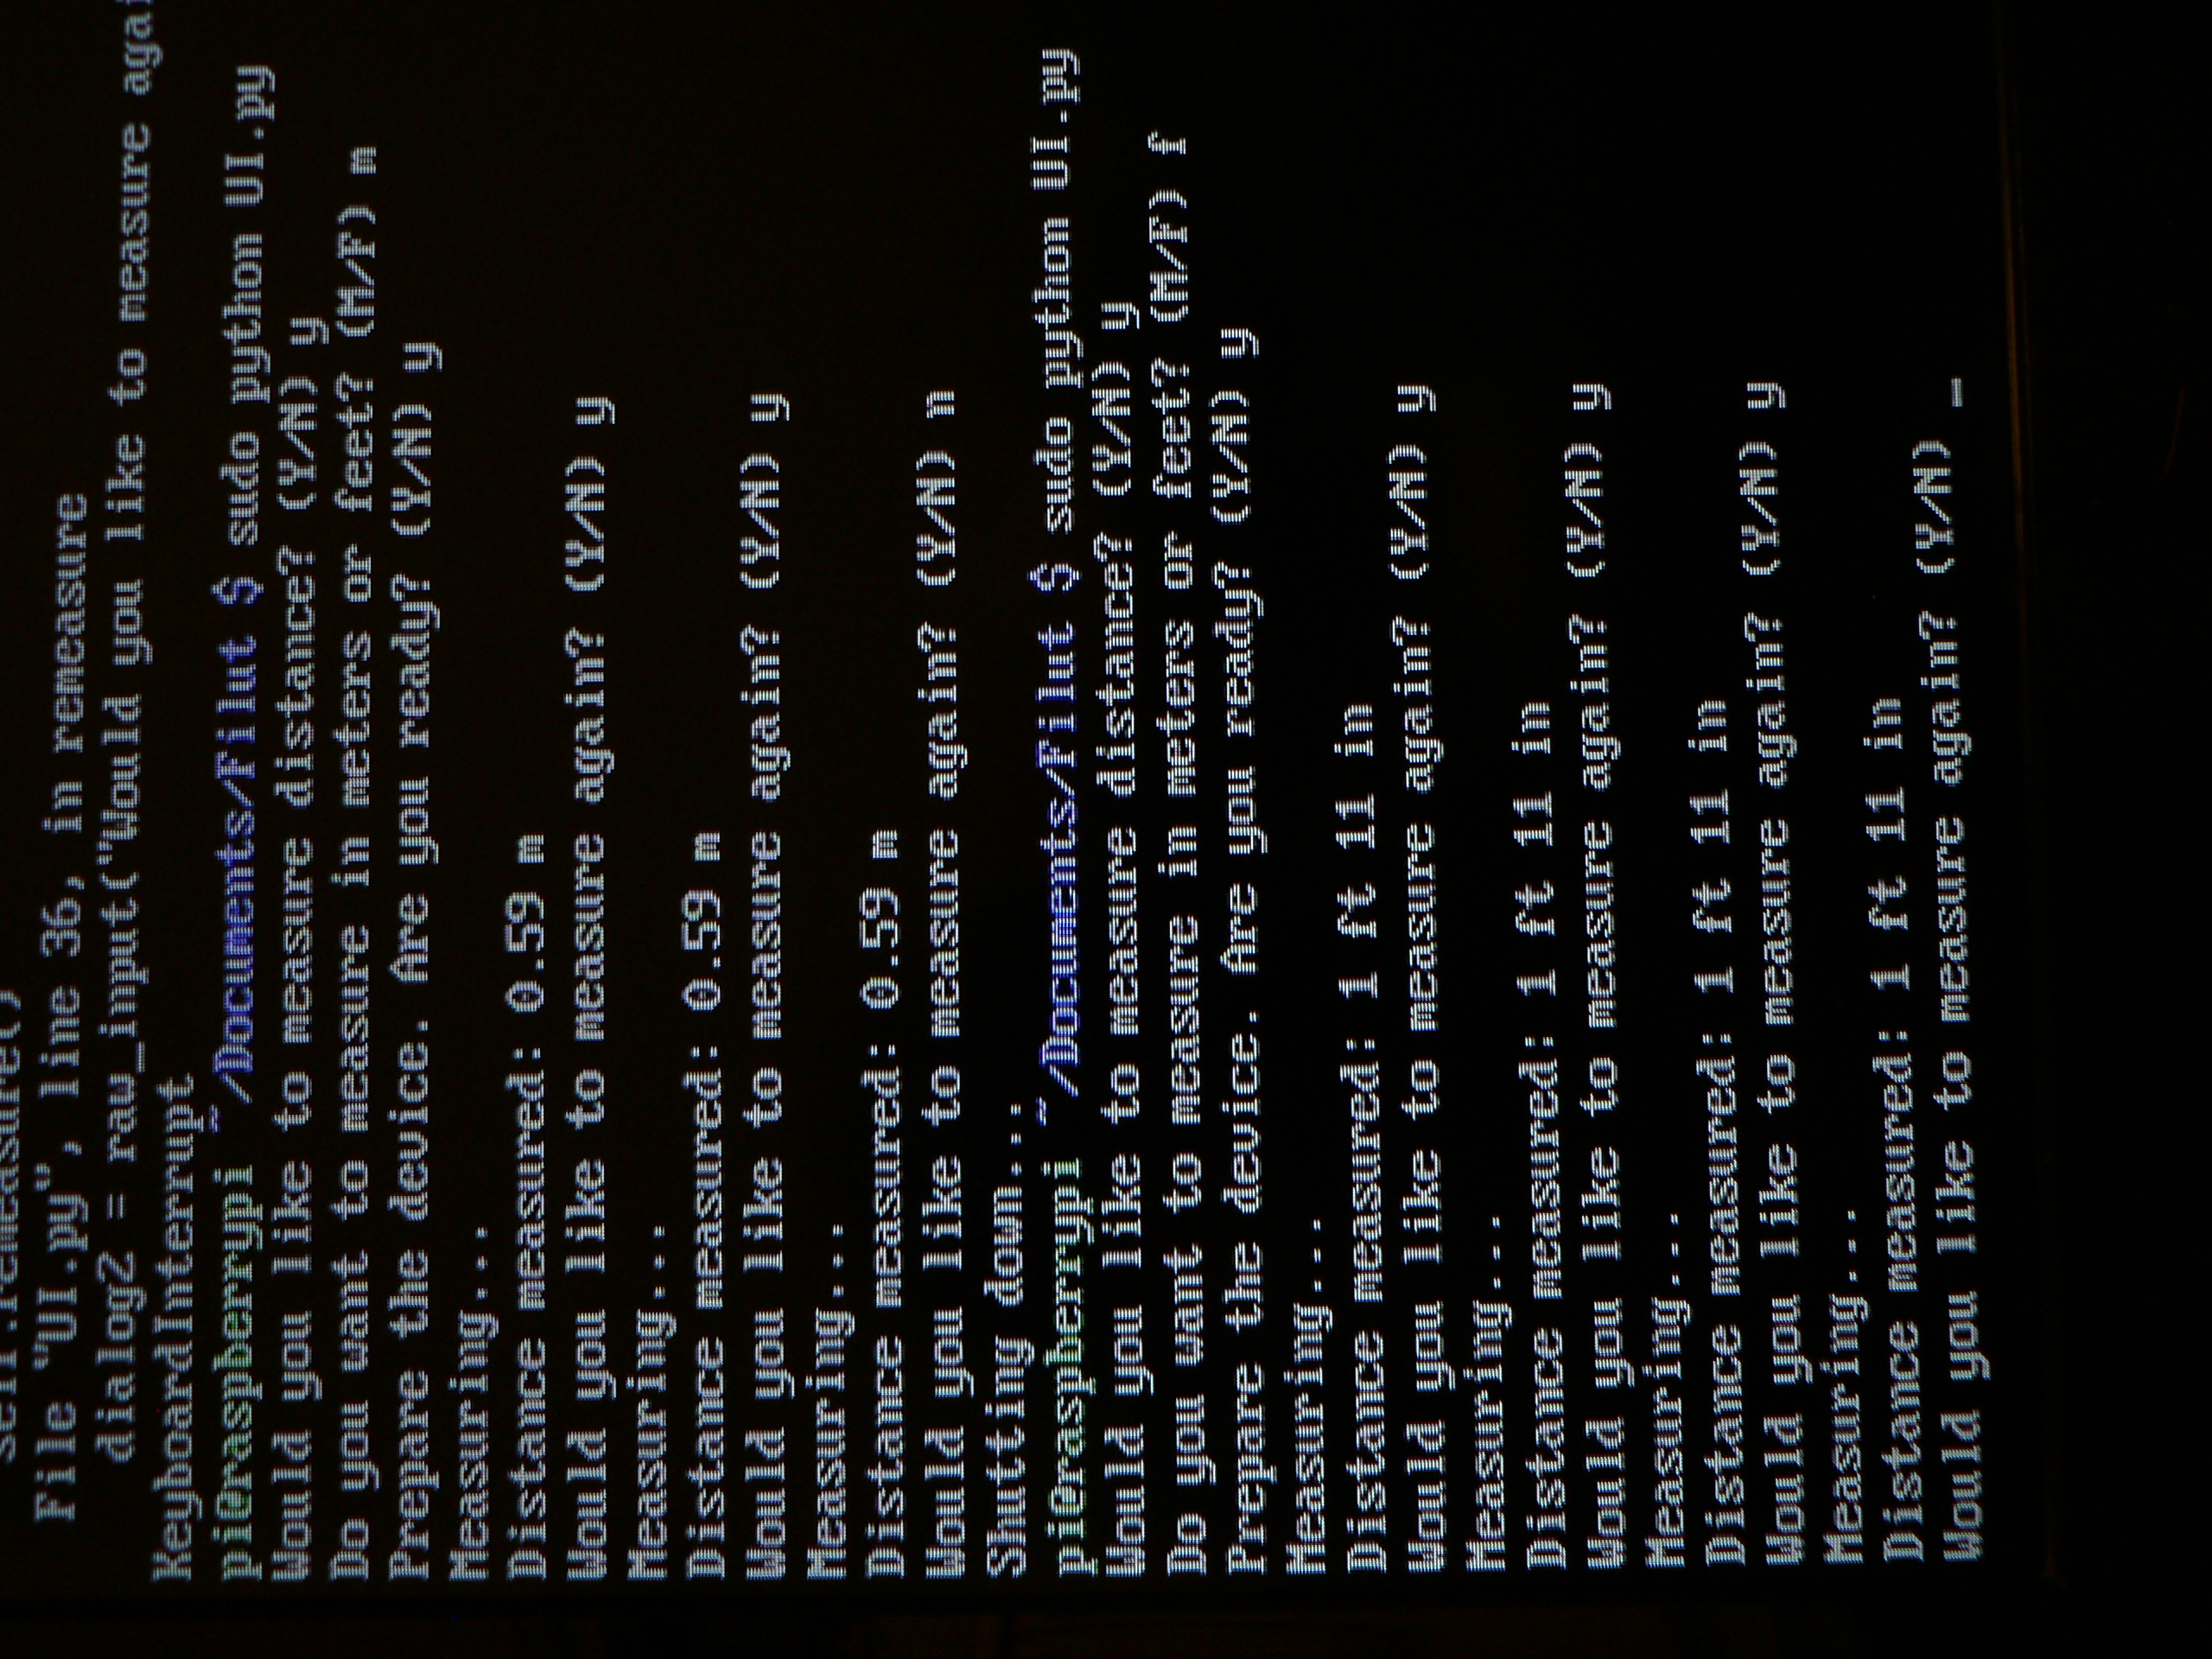 self.remeasure()
File "UI.py", line 36, in remeasure
dialog2 = raw_input("Would you like to measure agai
KeyboardInterrupt
pi@raspberrypi ~/Documents/Filut $ sudo python UI.py
Would you like to measure distance? (Y/N) y
Do you want to measure in meters or feet? (M/F) m
Prepare the device. Are you ready? (Y/N) y
Measuring...
Distance measured: 0.59 m
Would you like to measure again? (Y/N) y
Measuring...
Distance measured: 0.59 m
Would you like to measure again? (Y/N) y
Measuring...
Distance measured: 0.59 m
Would you like to measure again? (Y/N) n
Shutting down...
pi@raspberrypi ~/Documents/Filut $ sudo python UI.py
Would you like to measure distance? (Y/N) y
Do you want to measure in meters or feet? (M/F) f
Prepare the device. Are you ready? (Y/N) y
Measuring...
Distance measured: 1 ft 11 in
Would you like to measure again? (Y/N) y
Measuring...
Distance measured: 1 ft 11 in
Would you like to measure again? (Y/N) y
Measuring...
Distance measured: 1 ft 11 in
Would you like to measure again? (Y/N) y
Measuring...
Distance measured: 1 ft 11 in
Would you like to measure again? (Y/N) _